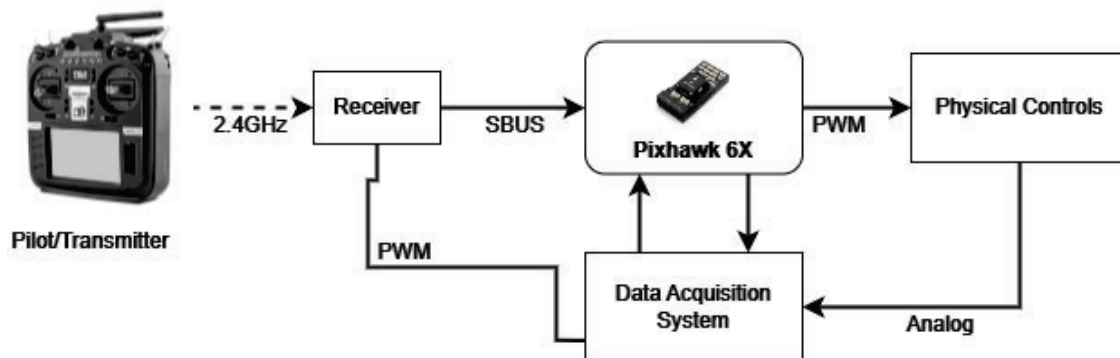 2.4GHz
Receiver
SBUS
Pixhawk 6X
PWM
Physical Controls
Pilot/Transmitter
PWM
Data Acquisition
System
Analog